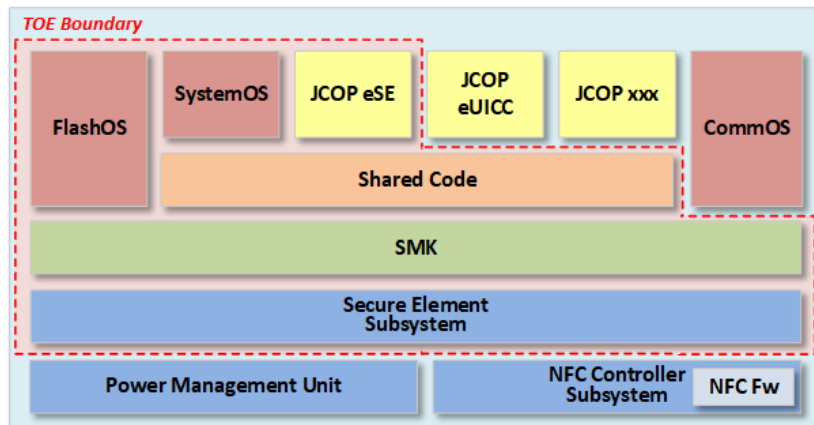 TOE Boundary
FlashOS
SystemOS
JCOP eSE
JCOP
eUICC
JCOP xxx
CommOS
Shared Code
SMK
Secure Element
Subsystem
Power Management Unit
NFC Controller
Subsystem
NFC Fw